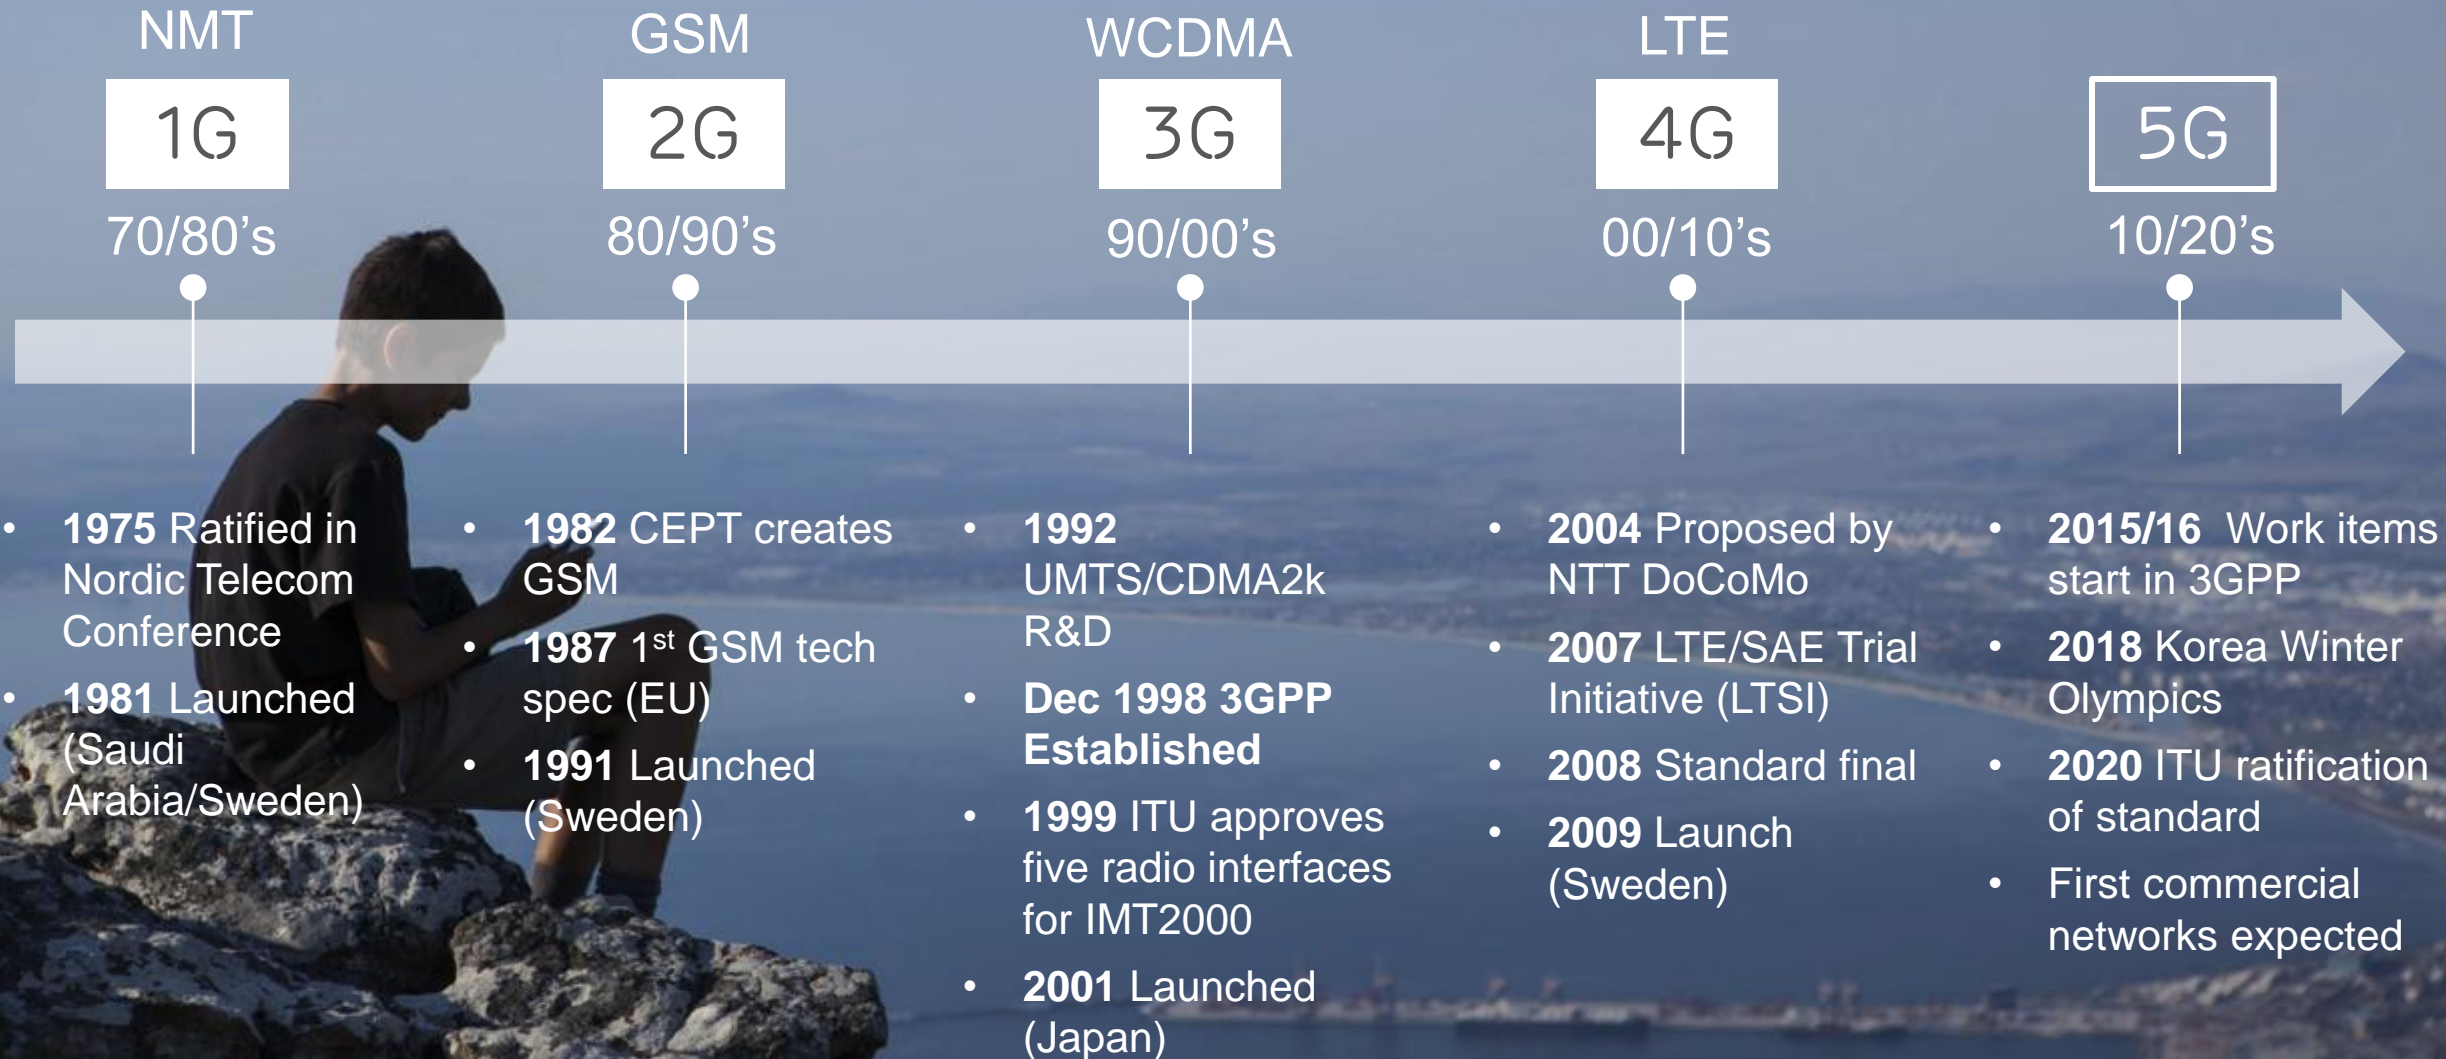 NMT
1G
70/80’s
• 1975 Ratified in
Nordic Telecom
Conference
• 1981 Launched
(Saudi
Arabia/Sweden)
GSM
2G
80/90’s
• 1982 CEPT creates
GSM
• 1987 1st GSM tech
spec (EU)
• 1991 Launched
(Sweden)
WCDMA
3G
90/00’s
• 1992
UMTS/CDMA2k
R&D
• Dec 1998 3GPP
Established
• 1999 ITU approves
five radio interfaces
for IMT2000
• 2001 Launched
(Japan)
LTE
4G
00/10’s
• 2004 Proposed by
NTT DoCoMo
• 2007 LTE/SAE Trial
Initiative (LTSI)
• 2008 Standard final
• 2009 Launch
(Sweden)
5G
10/20’s
• 2015/16 Work items
start in 3GPP
• 2018 Korea Winter
Olympics
• 2020 ITU ratification
of standard
• First commercial
networks expected